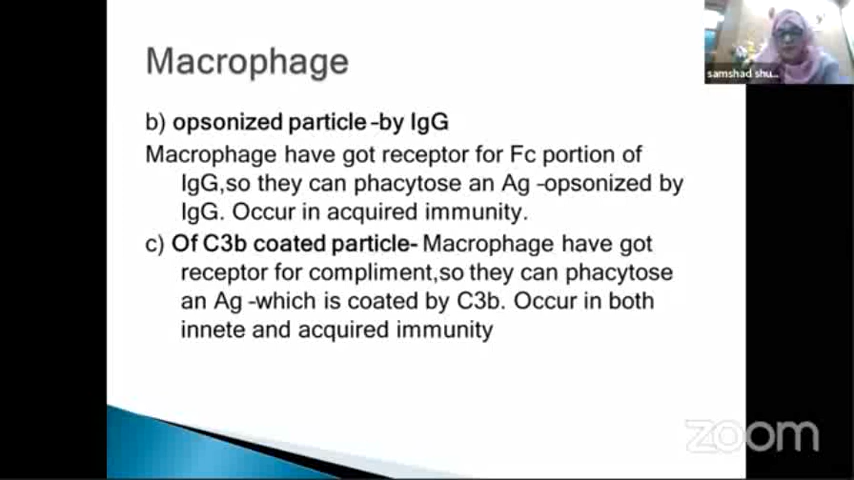 samshad shu...
Macrophage
b) opsonized particle-by IgG
Macrophage have got receptor for Fc portion of
IgG,so they can phacytose an Ag -opsonized by
IgG. Occur in acquired immunity.
c) Of C3b coated particle- Macrophage have got
receptor for compliment,so they can phacytose
an Ag -which is coated by C3b. Occur in both
innete and acquired immunity
zoom